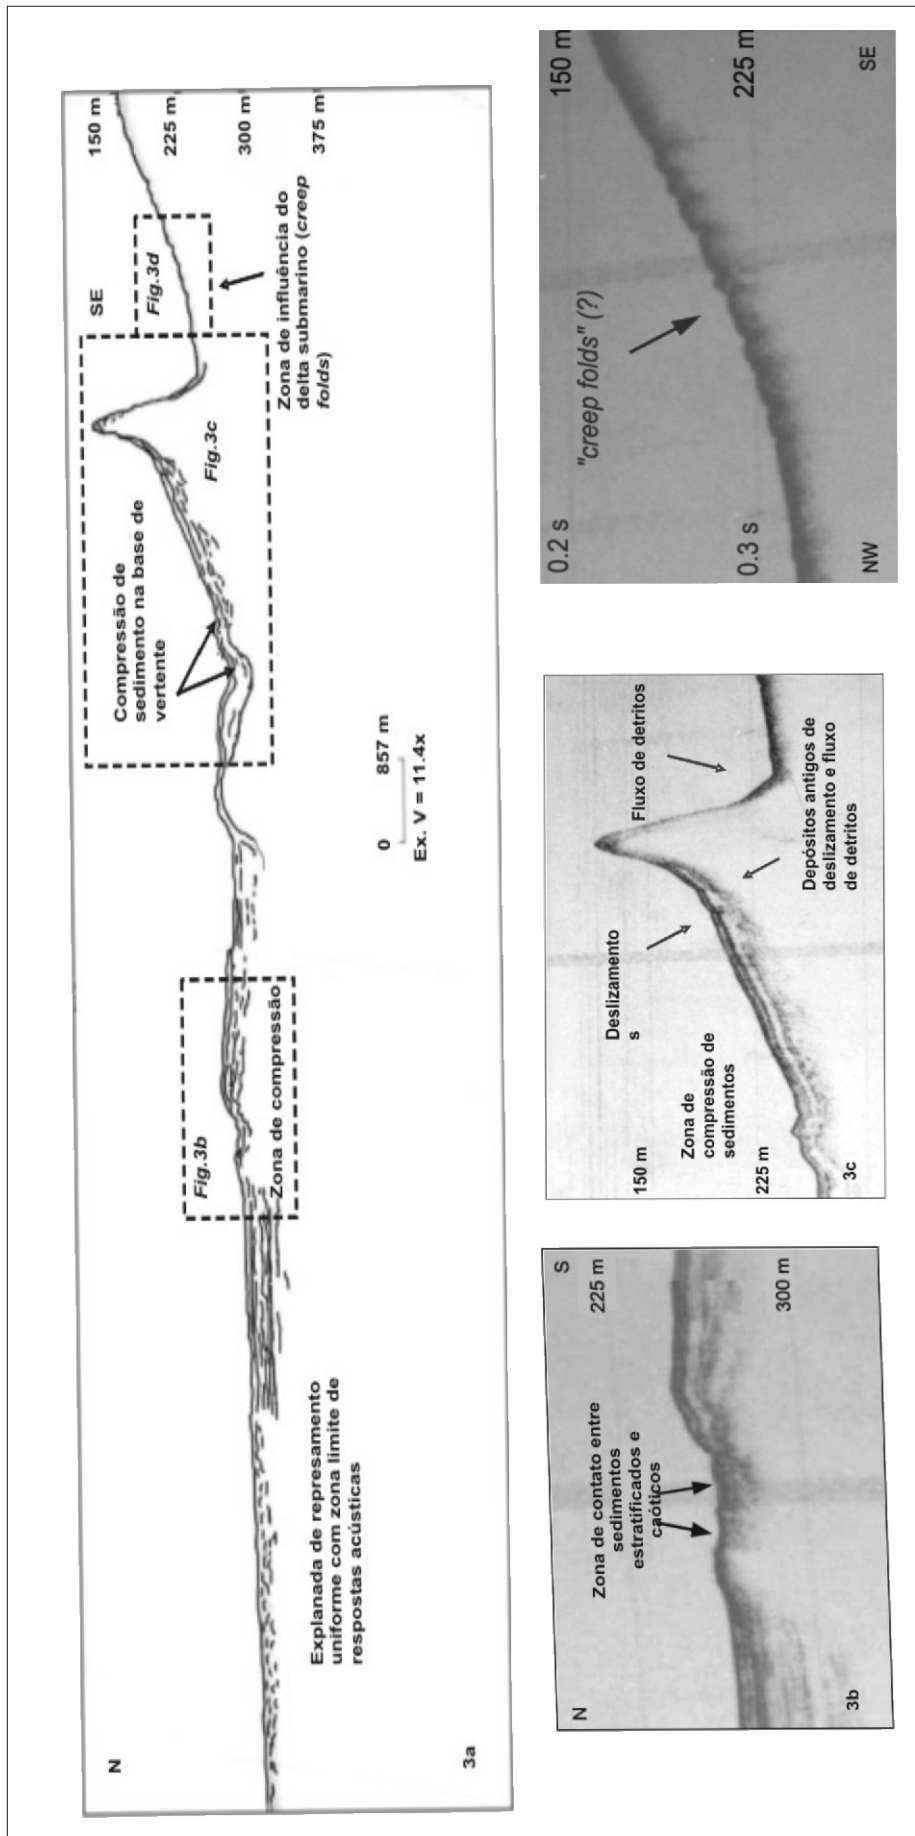 N
SE
150 m
225 m
300 m
375 m
Fig.3d
Zona de influência do
delta submarino (creep
folds)
Fig.3c
Compressão de
sedimento na base de
vertente
0 857 m
Ex. V = 11.4x
Fig.3b
Zona de compressão
Explanada de represamento
uniforme com zona limite de
respostas acústicas
3a
N
S
225 m
300 m
Zona de contato entre
sedimentos
estratificados e
caóticos
3b
150 m
225 m
Zona de
compressão de
sedimentos
Deslizamento
s
Fluxo de detritos
Depósitos antigos de
deslizamento e fluxo
de detritos
3c
0.2 s
150 m
"creep folds" (?)
0.3 s
225 m
NW
SE